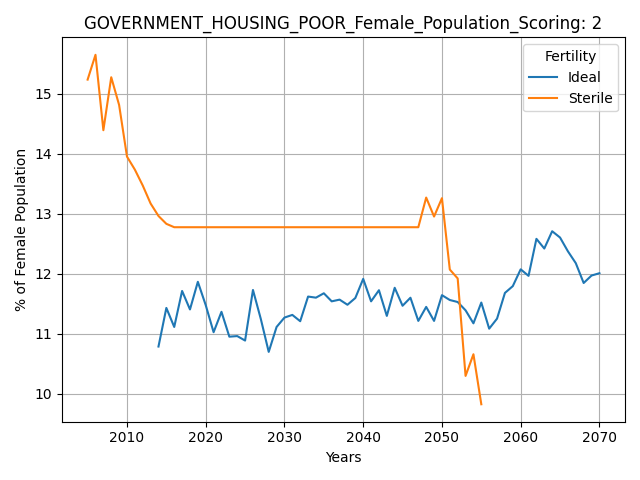 GOVERNMENT_HOUSING_POOR_Female_Population_Scoring: 2
Fertility
Ideal
Sterile
% of Female Population
15
14
13
12
11
10
2010 2020 2030 2040 2050 2060 2070
Years